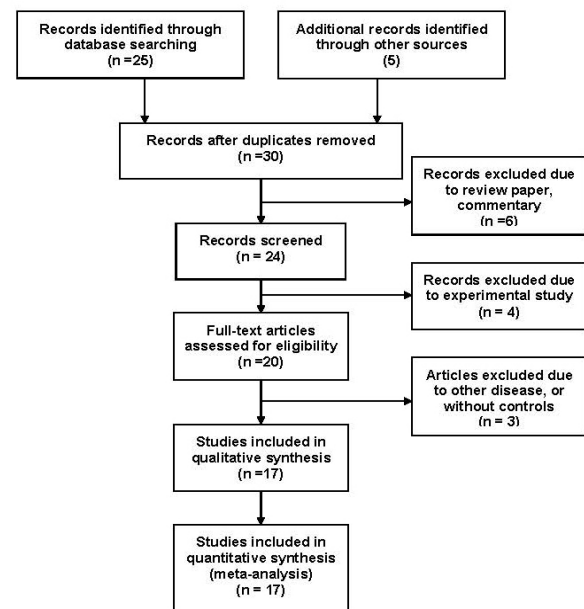 Records identified through
database searching
(n =25)
Additional records identified
through other sources
(5)
Records after duplicates removed
(n =30)
Records excluded due
to review paper,
commentary
(n =6)
Records screened
(n = 24)
Records excluded due
to experimental study
(n = 4)
Full-text articles
assessed for eligibility
(n =20)
Articles excluded due
to other disease, or
without controls
(n = 3)
Studies included in
qualitative synthesis
(n =17)
Studies included in
quantitative synthesis
(meta-analysis)
(n = 17)